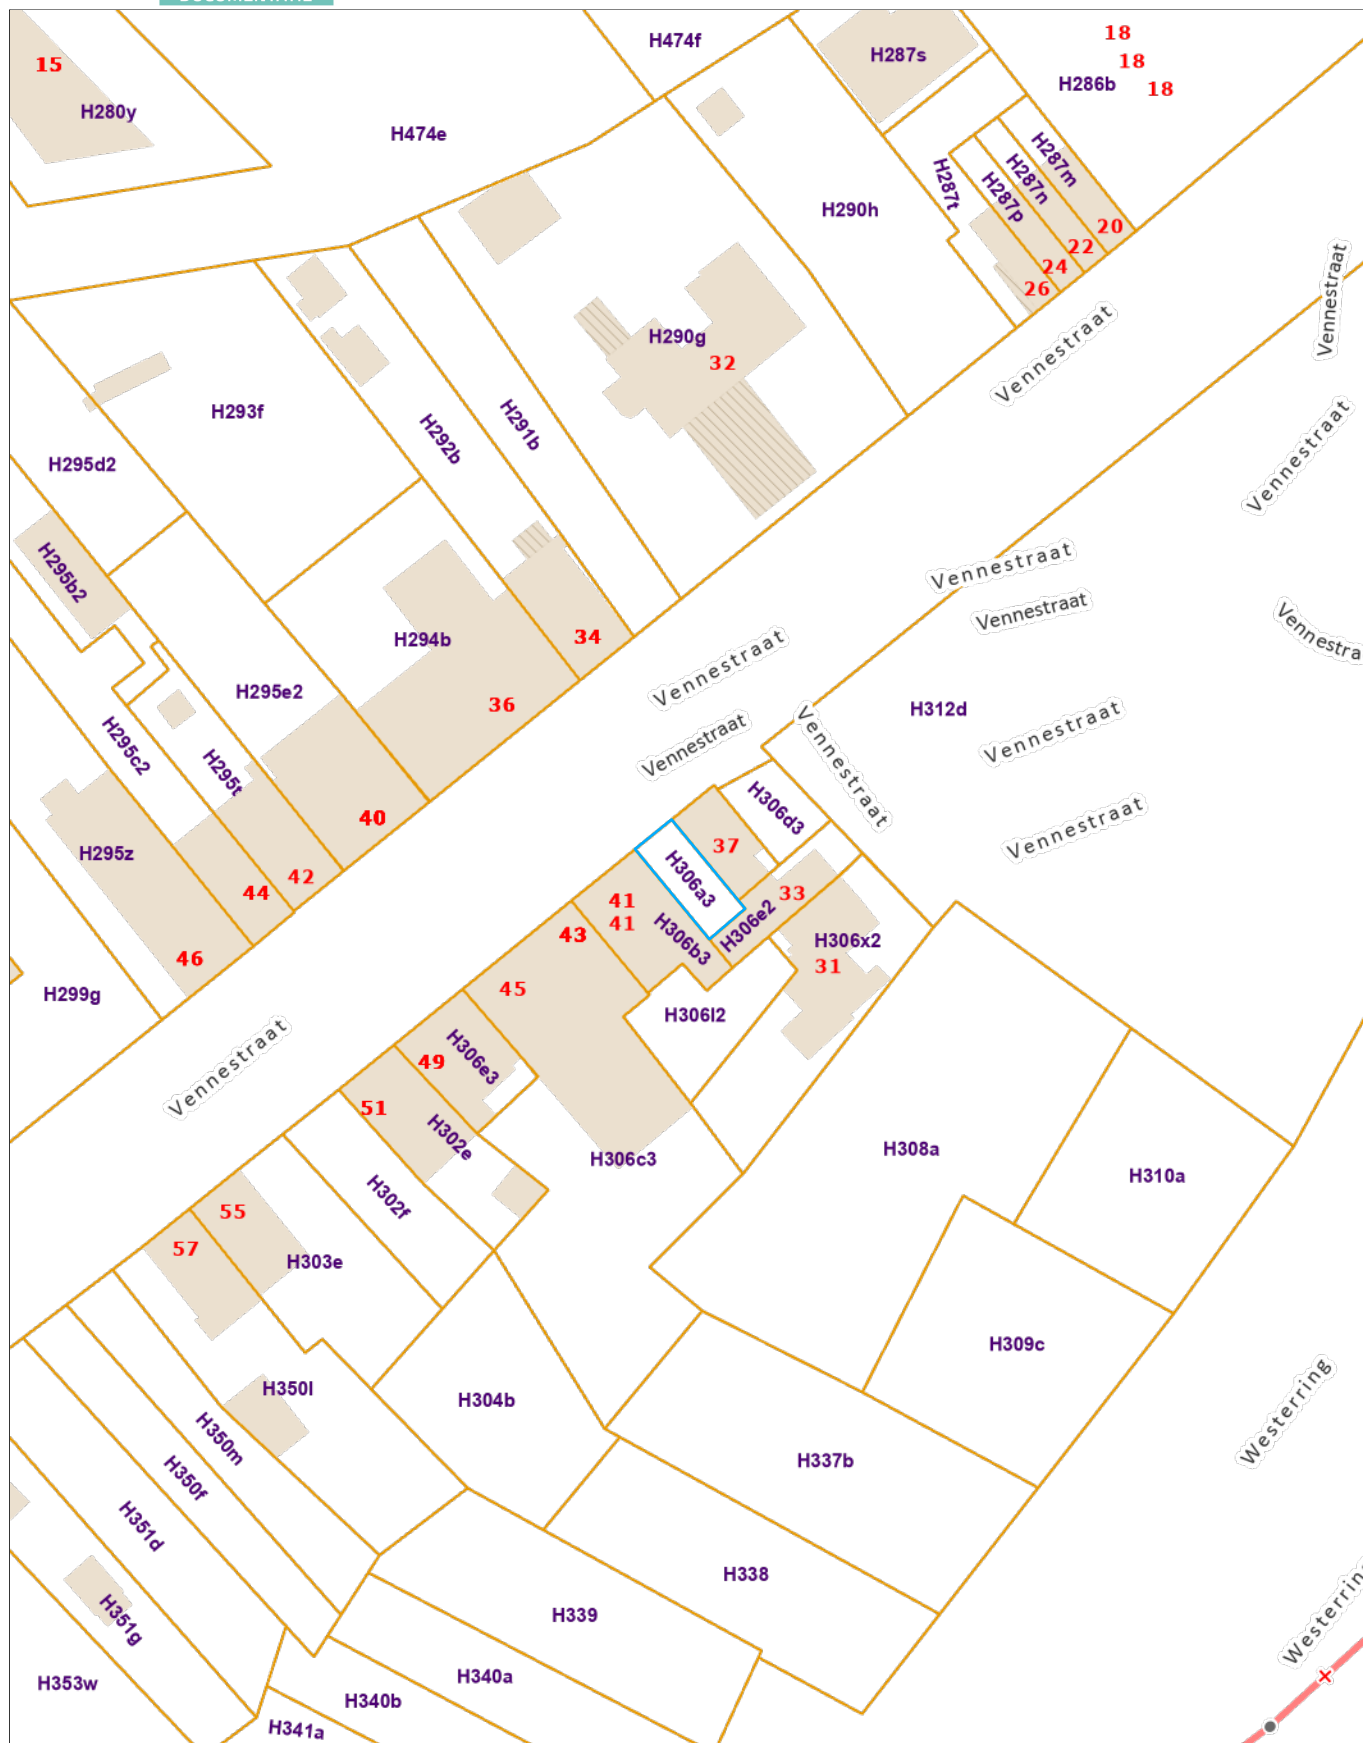 H474f
18
15
H287s
18
H286b
18
H280y
H474e
H287m
H287n
H287t
H287p
H290h
20
22
24
26
Vennestraat
Vennestraat
H290g
32
H293f
H291b
H292b
Vennestraat
H295d2
Vennestraat
H295b2
Vennestraat
34
H294b
Vennestraat
H295e2
36
H312d
Vennestraat
Vennestraat
Vennestraat
H295c2
H295t
H306d3
40
Vennestraat
37
H295z
H306a3
42
44
33
41
41
H306e2
43
H306b3
H306x2
46
31
45
H299g
H306l2
Vennestraat
H306e3
49
51
H302e
H308a
H306c3
H310a
H302f
55
57
H303e
H309c
H350l
H304b
Westerring
H350m
H337b
H350f
H351d
H338
H339
Westerring
H351g
H340a
H353w
H340b
H341a